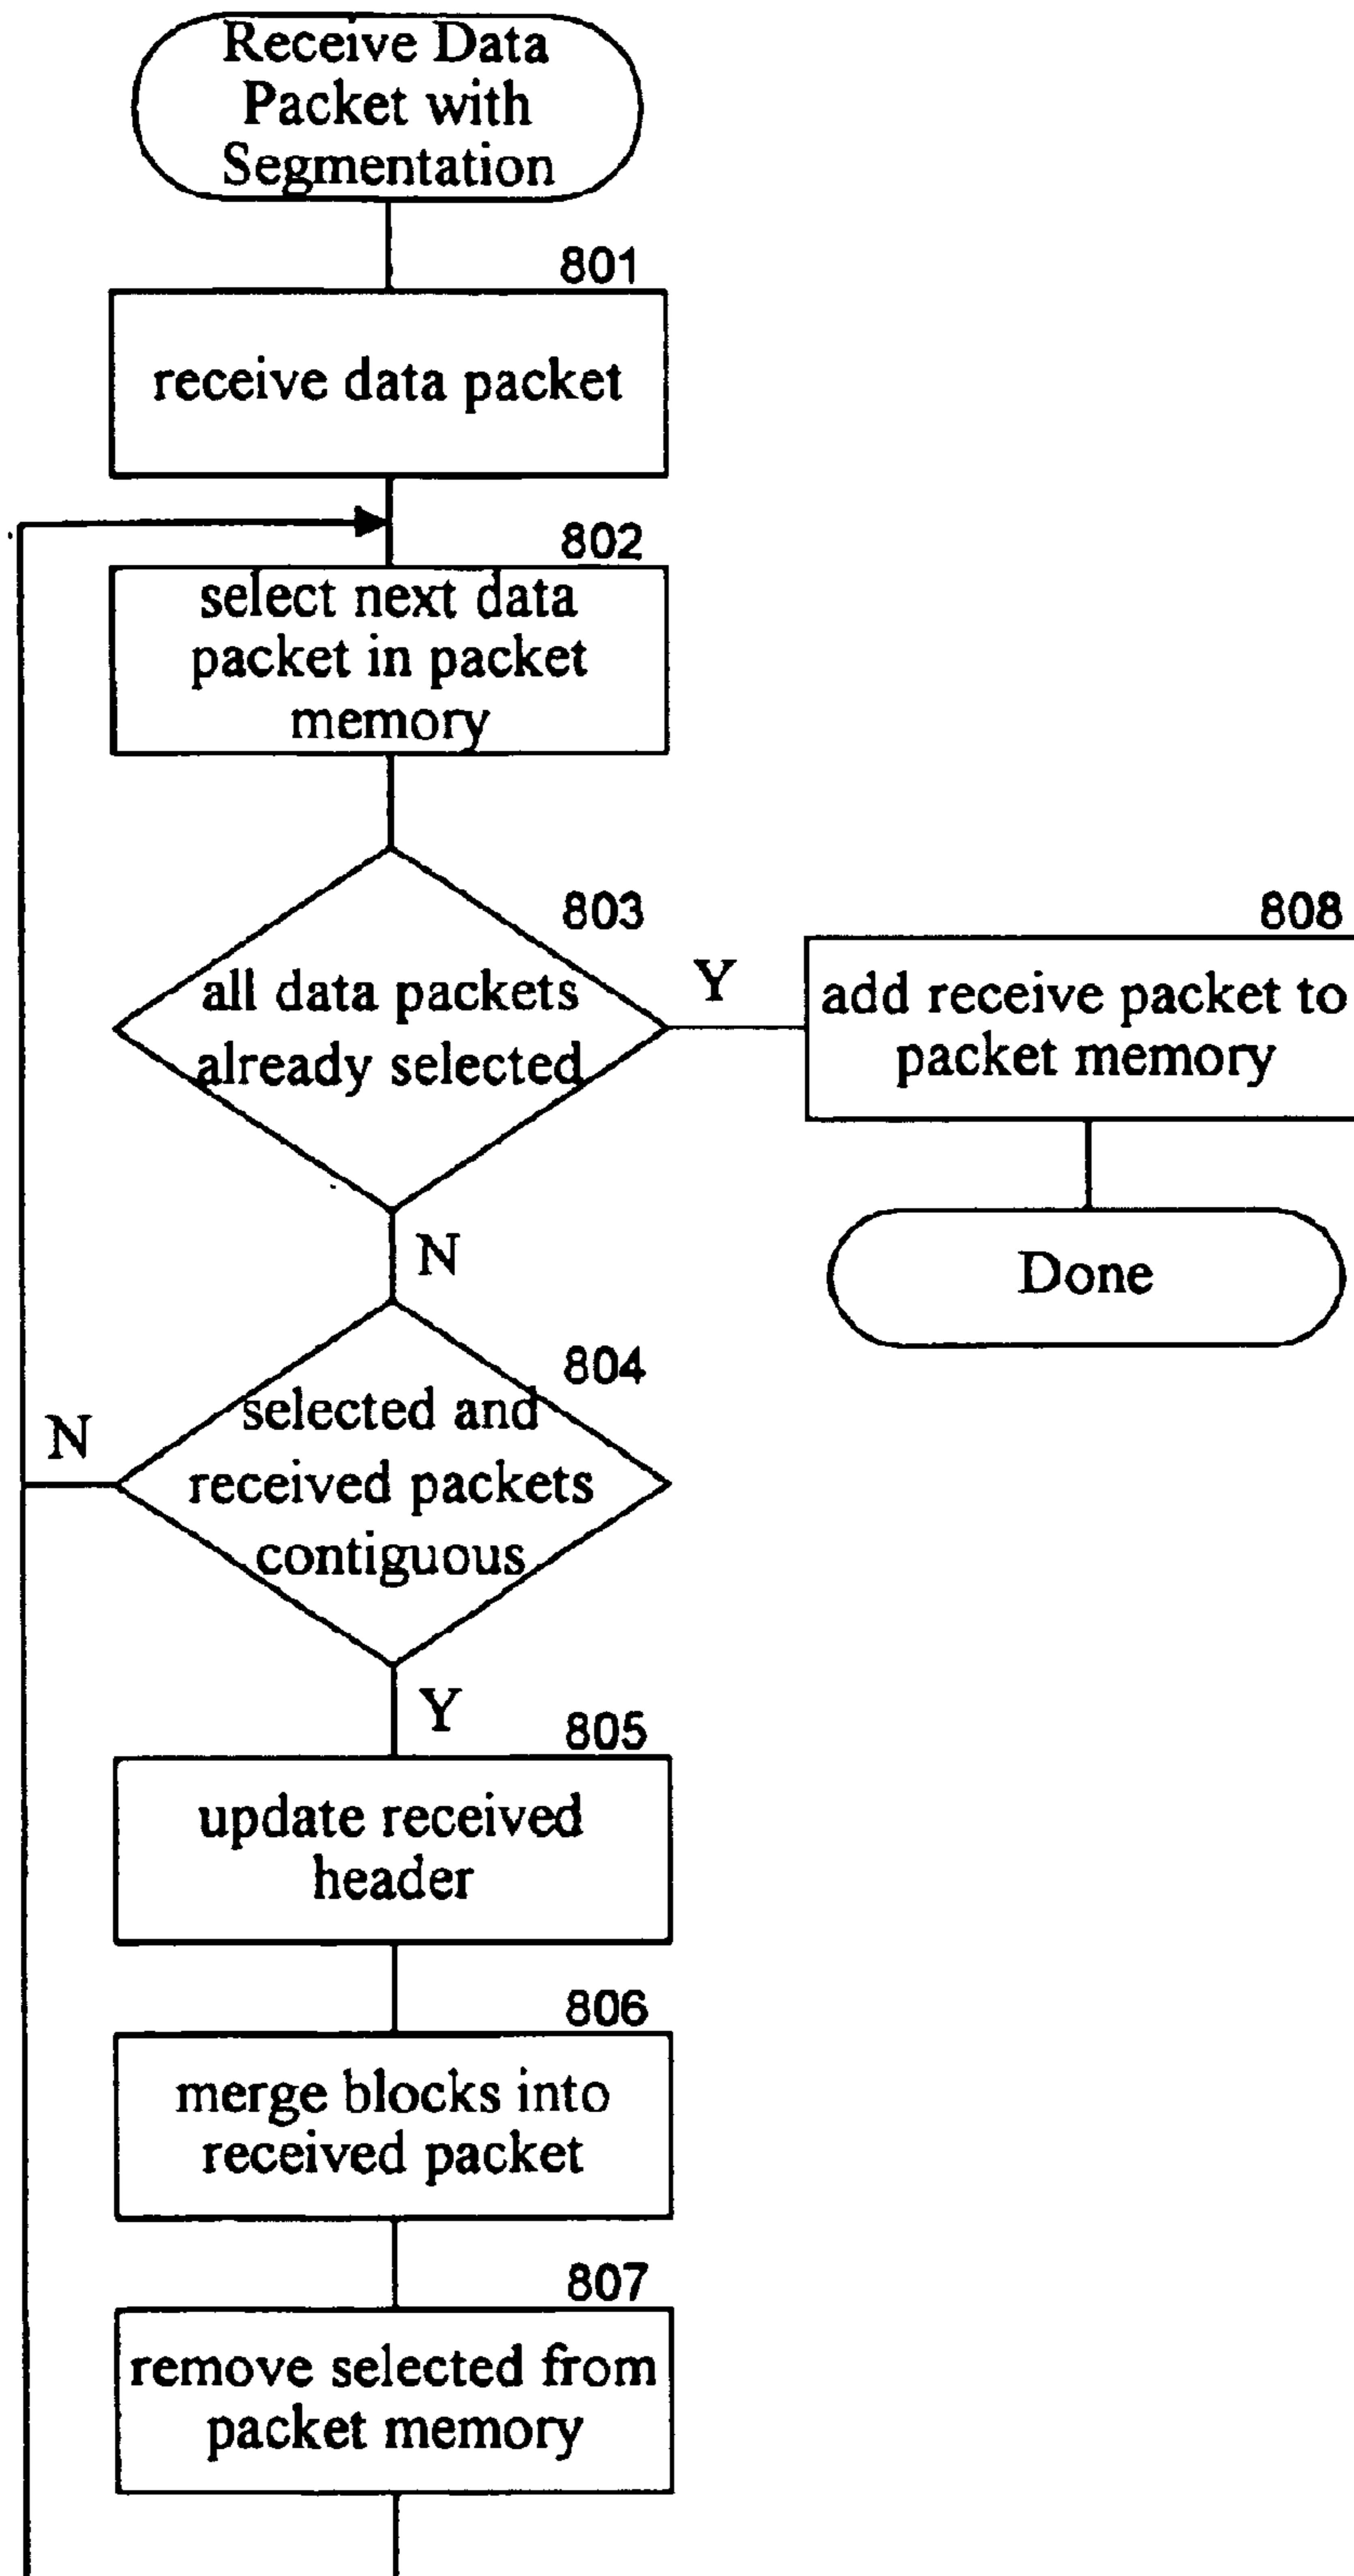 Receive Data
Packet with
Segmentation
801
receive data packet
802
select next data
packet in packet
memory
803
all data packets
already selected
Y
808
add receive packet to
packet memory
N
Done
804
selected and
received packets
contiguous
N
Y
805
update received
header
806
merge blocks into
received packet
807
remove selected from
packet memory